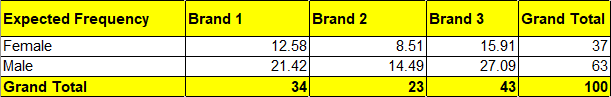 Expected Frequency Brand 1 Brand 2 Brand 3 Grand Total
Female 12.58 8.51 15.91 37
Male 21.42 14.49 27.09 63
Grand Total 34 23 43 100